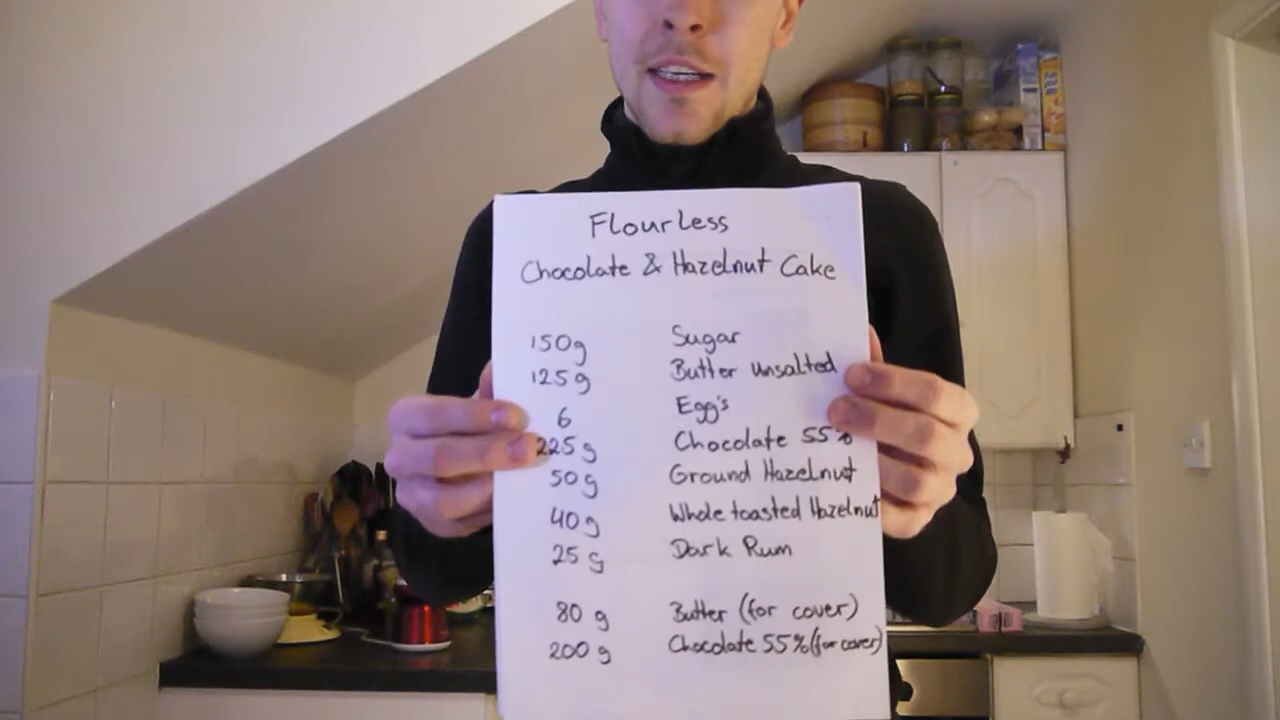 Flourless
Chocolate & Hazelnut Cake
150g Sugar
125g Butter unsalted
6 Egg's
225g Chocolate 55%
50g Ground Hazelnut
40g Whole toasted Hazelnut
25g Dark Rum
80g Butter (for cover)
200g Chocolate 55% (for cover)